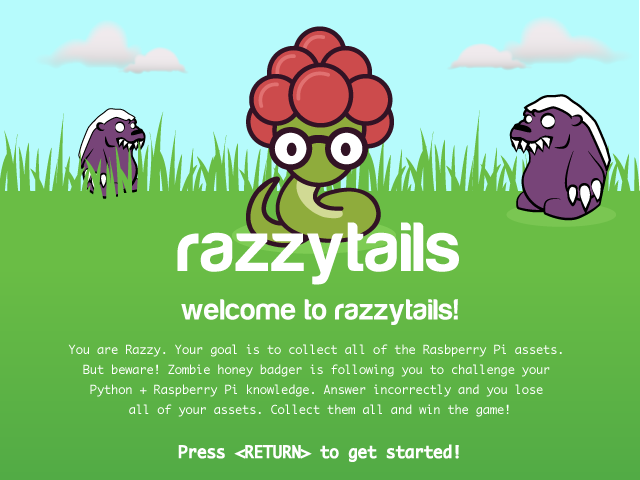 razzytails
welcome to razzytails!
You are Razzy. Your goal is to collect all of the Rasbperry Pi assets.
But beware! Zombie honey badger is following you to challenge your
Python + Raspberry Pi knowledge. Answer incorrectly and you lose
all of your assets. Collect them all and win the game!
Press <RETURN> to get started!